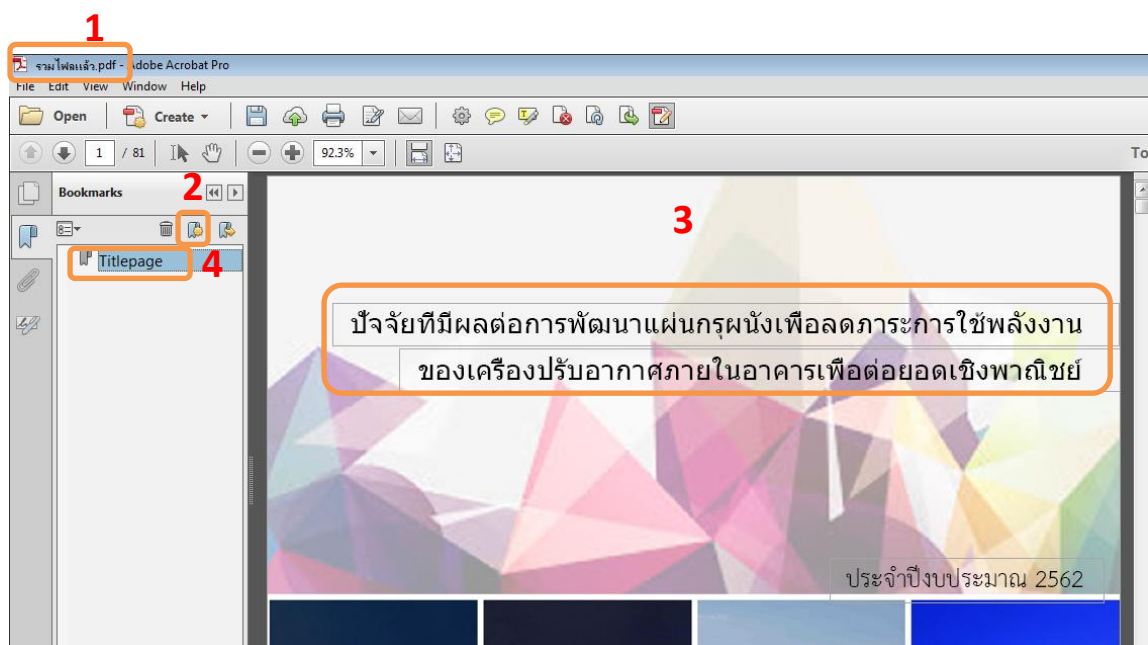 1
รวมไฟลแล้ว.pdf - Adobe Acrobat Pro
File Edit View Window Help
Open Create
1 / 81 92.3% To
Bookmarks 2
3
Titlepage 4
ปัจจัยที่มีผลต่อการพัฒนาแผ่นกรุผนังเพื่อลดภาระการใช้พลังงาน
ของเครื่องปรับอากาศภายในอาคารเพื่อต่อยอดเชิงพาณิชย์
ประจำปีงบประมาณ 2562